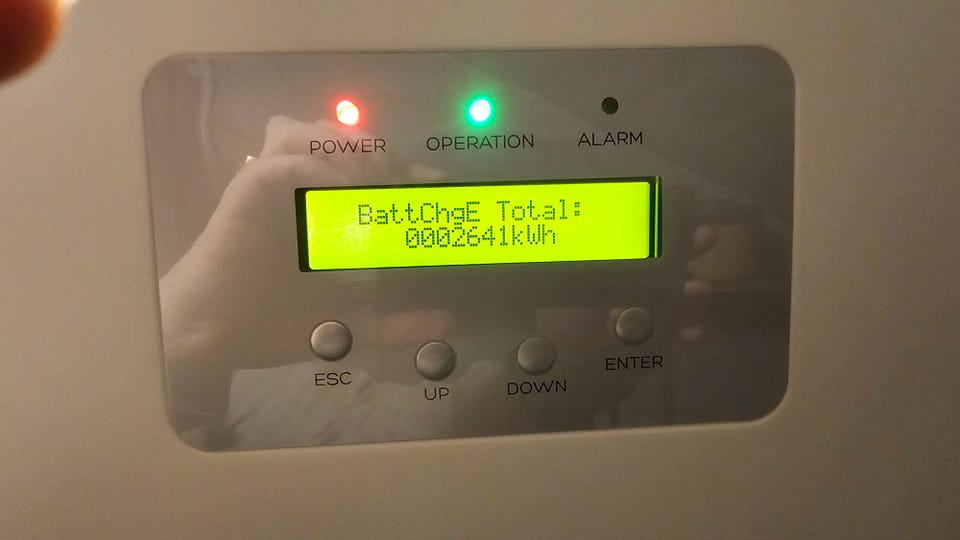 POWER OPERATION ALARM
BattChgE Total:
0002641kWh
ESC UP DOWN ENTER